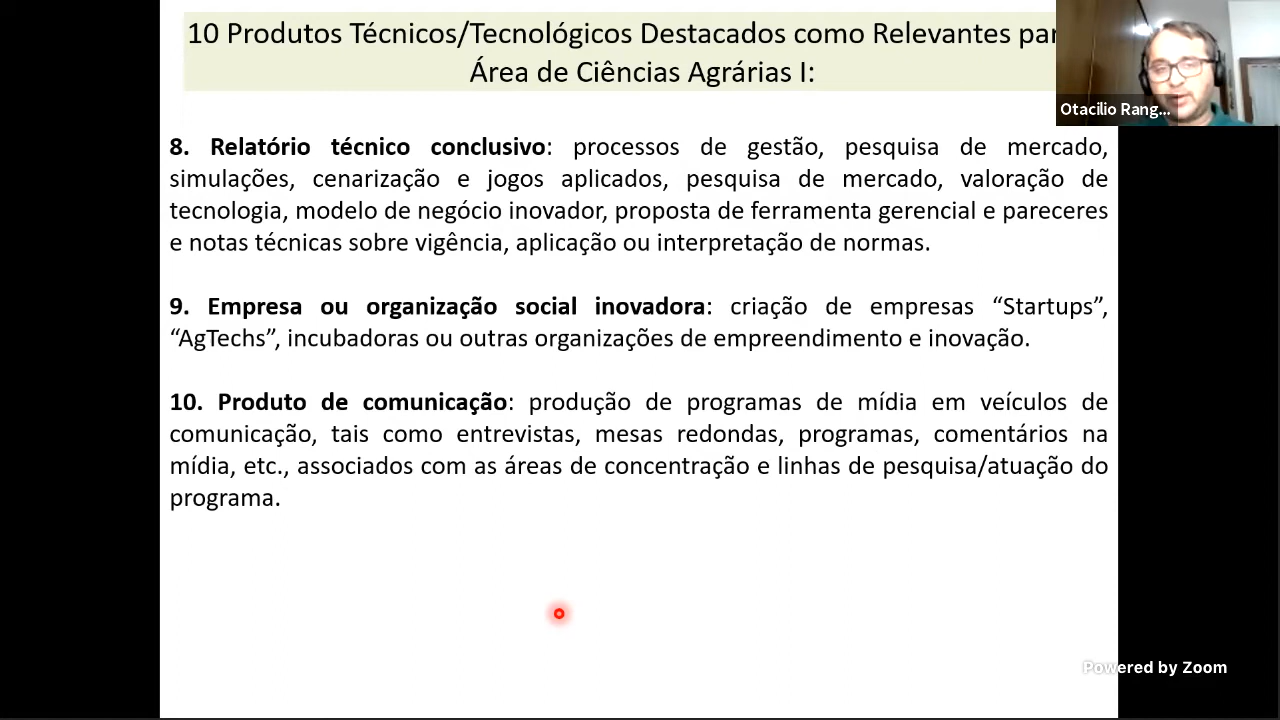 10 Produtos Técnicos/Tecnológicos Destacados como Relevantes par
Área de Ciências Agrárias I:
Otacilio Rang...
8. Relatório técnico conclusivo: processos de gestão, pesquisa de mercado,
simulações, cenarização e jogos aplicados, pesquisa de mercado, valoração de
tecnologia, modelo de negócio inovador, proposta de ferramenta gerencial e pareceres
e notas técnicas sobre vigência, aplicação ou interpretação de normas.
9. Empresa ou organização social inovadora: criação de empresas “Startups”,
“AgTechs”, incubadoras ou outras organizações de empreendimento e inovação.
10. Produto de comunicação: produção de programas de mídia em veículos de
comunicação, tais como entrevistas, mesas redondas, programas, comentários na
mídia, etc., associados com as áreas de concentração e linhas de pesquisa/atuação do
programa.
Powered by Zoom